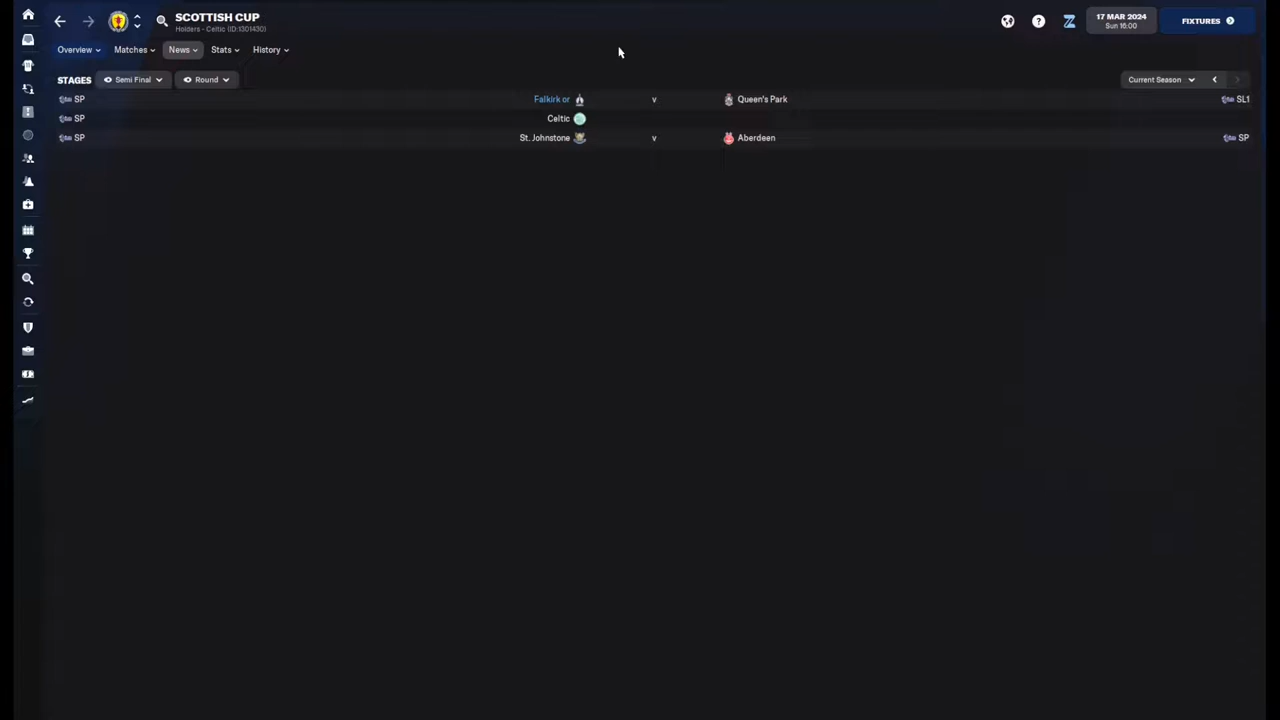 SCOTTISH CUP
Holders - Celtic (ID:1301430)
17 MAR 2024
Sun 16:00
FIXTURES
Overview
Matches
News
Stats
History
STAGES
Semi Final
Round
Current Season
SP Falkirk or v Queen's Park SL1
SP Celtic
SP St. Johnstone v Aberdeen SP